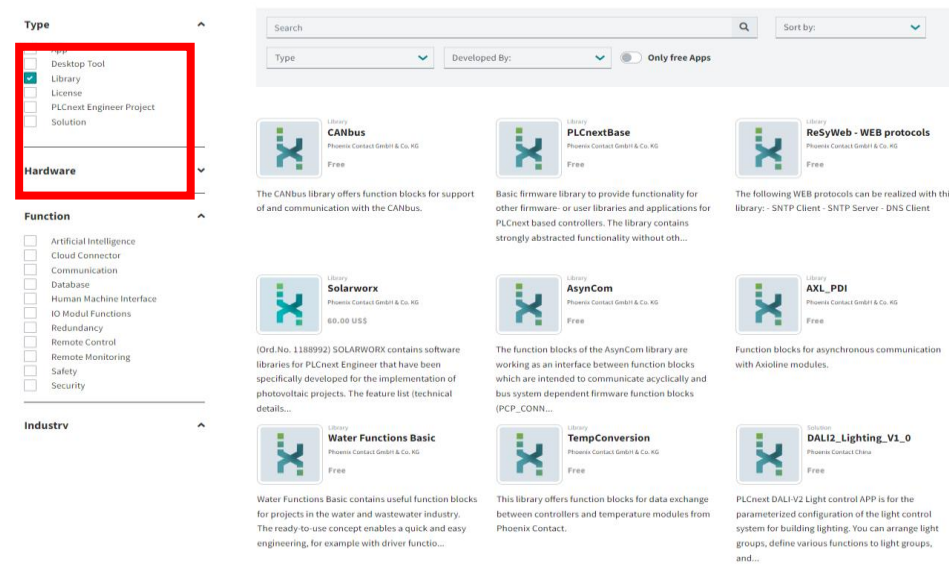 Type
App
Desktop Tool
Library
License
PLCnext Engineer Project
Solution
Hardware
Function
Artificial Intelligence
Cloud Connector
Communication
Database
Human Machine Interface
IO Modul Functions
Redundancy
Remote Control
Remote Monitoring
Safety
Security
Industry
Search
Sort by:
Type
Developed By:
Only free Apps
Library
CANbus
Phoenix Contact GmbH & Co. KG
Free
The CANbus library offers function blocks for support
of and communication with the CANbus.
Library
PLCnextBase
Phoenix Contact GmbH & Co. KG
Free
Basic firmware library to provide functionality for
other firmware- or user libraries and applications for
PLCnext based controllers. The library contains
strongly abstracted functionality without oth...
Library
ReSyWeb - WEB protocols
Phoenix Contact GmbH & Co. KG
Free
The following WEB protocols can be realized with thi
library: - SNTP Client - SNTP Server - DNS Client
Library
Solarworx
Phoenix Contact GmbH & Co. KG
60.00 US$
(Ord.No. 1188992) SOLARWORX contains software
libraries for PLCnext Engineer that have been
specifically developed for the implementation of
photovoltaic projects. The feature list (technical
details...
Library
AsynCom
Phoenix Contact GmbH & Co. KG
Free
The function blocks of the AsynCom library are
working as an interface between function blocks
which are intended to communicate acyclically and
bus system dependent firmware function blocks
(PCP_CONN...
Library
AXL_PDI
Phoenix Contact GmbH & Co. KG
Free
Function blocks for asynchronous communication
with Axioline modules.
Library
Water Functions Basic
Phoenix Contact GmbH & Co. KG
Free
Water Functions Basic contains useful function blocks
for projects in the water and wastewater industry.
The ready-to-use concept enables a quick and easy
engineering, for example with driver functio...
Library
TempConversion
Phoenix Contact GmbH & Co. KG
Free
This library offers function blocks for data exchange
between controllers and temperature modules from
Phoenix Contact.
Solution
DALI2_Lighting_V1_0
Phoenix Contact China
Free
PLCnext DALI-V2 Light control APP is for the
parameterized configuration of the light control
system for building lighting. You can arrange light
groups, define various functions to light groups,
and...